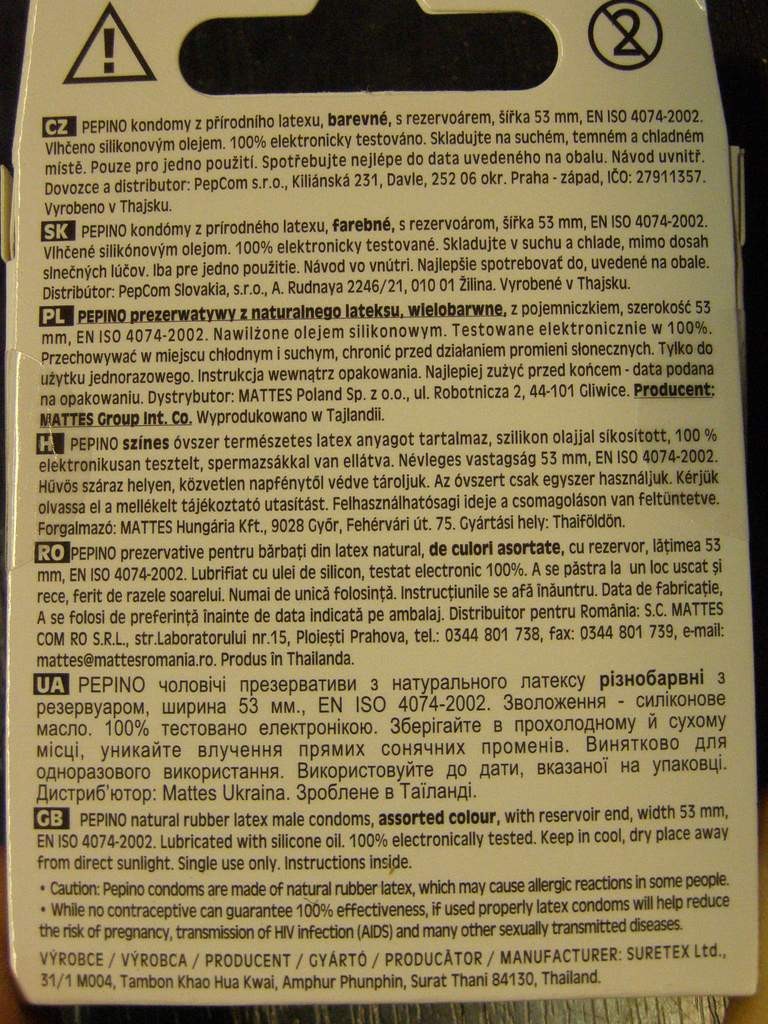 2
CZ PEPINO kondomy z přírodního latexu, barevné, s rezervoárem, šířka 53 mm, EN ISO 4074-2002.
Vlhčeno silikonovým olejem. 100% elektronicky testováno. Skladujte na suchém, temném a chladném
místě. Pouze pro jedno použití. Spotřebujte nejlépe do data uvedeného na obalu. Návod uvnitř.
Dovozce a distributor: PepCom s.r.o., Kiliánská 231, Davle, 252 06 okr. Praha - západ, IČO: 27911357.
Vyrobeno v Thajsku.
SK PEPINO kondómy z prírodného latexu, farebné, s rezervoárom, šířka 53 mm, EN ISO 4074-2002.
Vlhčené silikónovým olejom. 100% elektronicky testované. Skladujte v suchu a chlade, mimo dosah
slnečných lúčov. Iba pre jedno použitie. Návod vo vnútri. Najlepšie spotrebovať do, uvedené na obale.
Distribútor: PepCom Slovakia, s.r.o., A. Rudnaya 2246/21, 010 01 Žilina. Vyrobené v Thajsku.
PL PEPINO prezerwatywy z naturalnego lateksu, wielobarwne, z pojemniczkiem, szerokość 53
mm, EN ISO 4074-2002. Nawilżone olejem silikonowym. Testowane elektronicznie w 100%.
Przechowywać w miejscu chłodnym i suchym, chronić przed działaniem promieni słonecznych. Tylko do
użytku jednorazowego. Instrukcja wewnątrz opakowania. Najlepiej zużyć przed końcem - data podana
na opakowaniu. Dystrybutor: MATTES Poland Sp. z o.o., ul. Robotnicza 2, 44-101 Gliwice. Producent:
MATTES Group Int. Co. Wyprodukowano w Tajlandii.
H PEPINO színes óvszer természetes latex anyagot tartalmaz, szilikon olajjal síkosított, 100 %
elektronikusan tesztelt, spermazsákkal van ellátva. Névleges vastagság 53 mm, EN ISO 4074-2002.
Hűvös száraz helyen, közvetlen napfénytől védve tároljuk. Az óvszert csak egyszer használjuk. Kérjük
olvassa el a mellékelt tájékoztató utasítást. Felhasználhatósagi ideje a csomagoláson van feltüntetve.
Forgalmazó: MATTES Hungária Kft., 9028 Győr, Fehérvári út. 75. Gyártási hely: Thaiföldön.
RO PEPINO prezervative pentru bărbați din latex natural, de culori asortate, cu rezervor, lățimea 53
mm, EN ISO 4074-2002. Lubrifiat cu ulei de silicon, testat electronic 100%. A se păstra la un loc uscat și
rece, ferit de razele soarelui. Numai de unică folosință. Instrucțiunile se afă înăuntru. Data de fabricație,
A se folosi de preferință înainte de data indicată pe ambalaj. Distribuitor pentru România: S.C. MATTES
COM RO S.R.L., str.Laboratorului nr.15, Ploiești Prahova, tel.: 0344 801 738, fax: 0344 801 739, e-mail:
mattes@mattesromania.ro. Produs în Thailanda.
UA PEPINO чоловічі презервативи з натурального латексу різнобарвні з
резервуаром, ширина 53 мм., EN ISO 4074-2002. Зволоження - силіконове
масло. 100% тестовано електронікою. Зберігайте в прохолодному й сухому
місці, уникайте влучення прямих сонячних променів. Винятково для
одноразового використання. Використовуйте до дати, вказаної на упаковці.
Дистриб'ютор: Mattes Ukraina. Зроблене в Таїланді.
GB PEPINO natural rubber latex male condoms, assorted colour, with reservoir end, width 53 mm,
EN ISO 4074-2002. Lubricated with silicone oil. 100% electronically tested. Keep in cool, dry place away
from direct sunlight. Single use only. Instructions inside.
• Caution: Pepino condoms are made of natural rubber latex, which may cause allergic reactions in some people.
• While no contraceptive can guarantee 100% effectiveness, if used properly latex condoms will help reduce
the risk of pregnancy, transmission of HIV infection (AIDS) and many other sexually transmitted diseases.
VÝROBCE / VÝROBCA / PRODUCENT / GYÁRTÓ / PRODUCĂTOR / MANUFACTURER: SURETEX Ltd.,
31/1 M004, Tambon Khao Hua Kwai, Amphur Phunphin, Surat Thani 84130, Thailand.